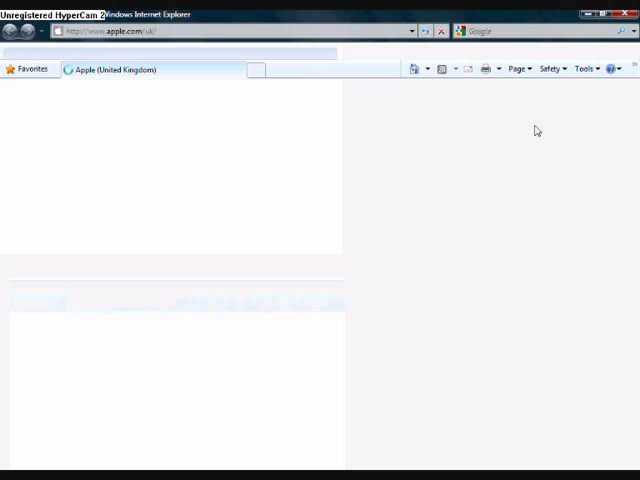 Unregistered HyperCam 2
Windows Internet Explorer
http://www.apple.com/uk/
Google
Favorites
Apple (United Kingdom)
Page
Safety
Tools